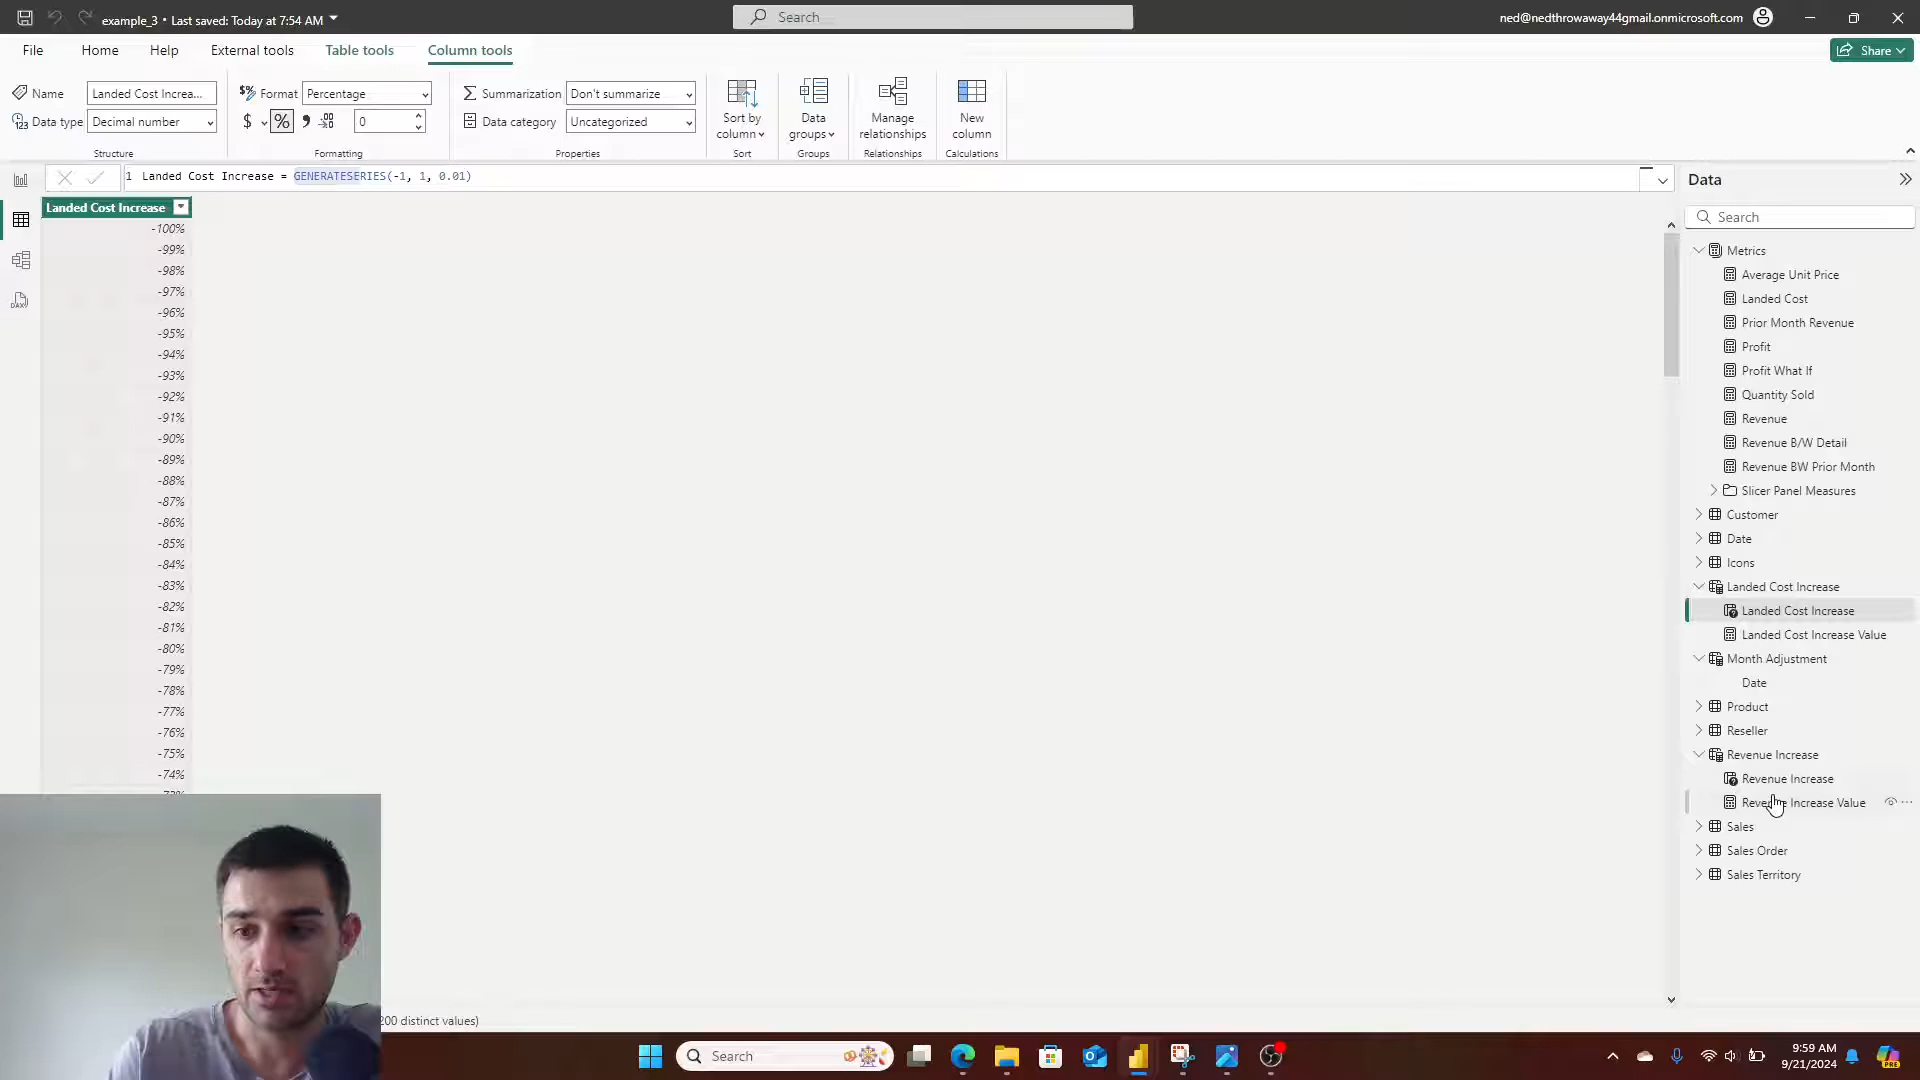 example_3 • Last saved: Today at 7:54 AM
Search
ned@nedthrowaway44gmail.onmicrosoft.com
File
Home
Help
External tools
Table tools
Column tools
Share
Name
Landed Cost Increa...
Format
Percentage
Summarization
Don't summarize
Data type
Decimal number
$
%
0
Data category
Uncategorized
Sort by column
Data groups
Manage relationships
New column
Structure
Formatting
Properties
Sort
Groups
Relationships
Calculations
1 Landed Cost Increase = GENERATESERIES(-1, 1, 0.01)
Landed Cost Increase
-100%
-99%
-98%
-97%
-96%
-95%
-94%
-93%
-92%
-91%
-90%
-89%
-88%
-87%
-86%
-85%
-84%
-83%
-82%
-81%
-80%
-79%
-78%
-77%
-76%
-75%
-74%
200 distinct values)
Data
Search
Metrics
Average Unit Price
Landed Cost
Prior Month Revenue
Profit
Profit What If
Quantity Sold
Revenue
Revenue B/W Detail
Revenue BW Prior Month
Slicer Panel Measures
Customer
Date
Icons
Landed Cost Increase
Landed Cost Increase
Landed Cost Increase Value
Month Adjustment
Date
Product
Reseller
Revenue Increase
Revenue Increase
Revenue Increase Value
Sales
Sales Order
Sales Territory
Search
9:59 AM
9/21/2024